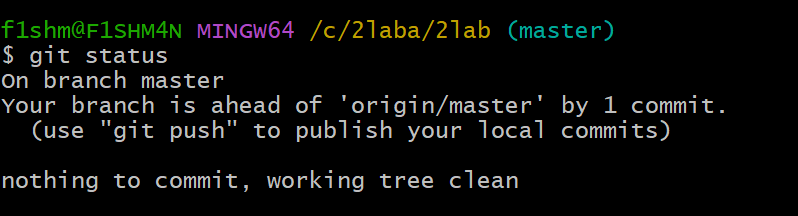 f1shm@F1SHM4N MINGW64 /c/2laba/2lab (master)
$ git status
On branch master
Your branch is ahead of 'origin/master' by 1 commit.
  (use "git push" to publish your local commits)

nothing to commit, working tree clean